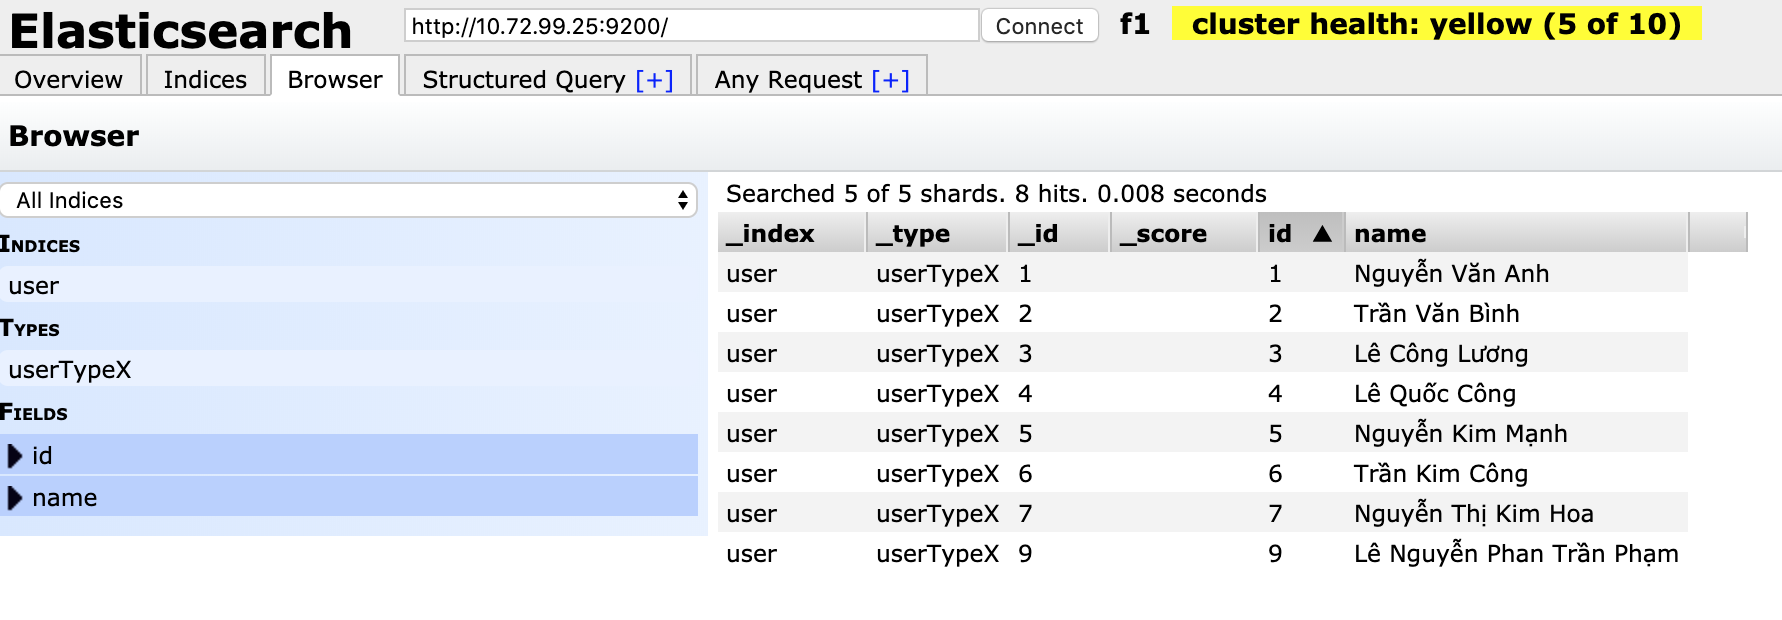 Elasticsearch http://10.72.99.25:9200/ Connect f1 cluster health: yellow (5 of 10)
Overview Indices Browser Structured Query [+] Any Request [+]
Browser
All Indices
INDICES
user
TYPES
userTypeX
FIELDS
id
name
Searched 5 of 5 shards. 8 hits. 0.008 seconds
_index _type _id _score id ▲ name
user userTypeX 1 1 Nguyễn Văn Anh
user userTypeX 2 2 Trần Văn Bình
user userTypeX 3 3 Lê Công Lương
user userTypeX 4 4 Lê Quốc Công
user userTypeX 5 5 Nguyễn Kim Mạnh
user userTypeX 6 6 Trần Kim Công
user userTypeX 7 7 Nguyễn Thị Kim Hoa
user userTypeX 9 9 Lê Nguyễn Phan Trần Phạm